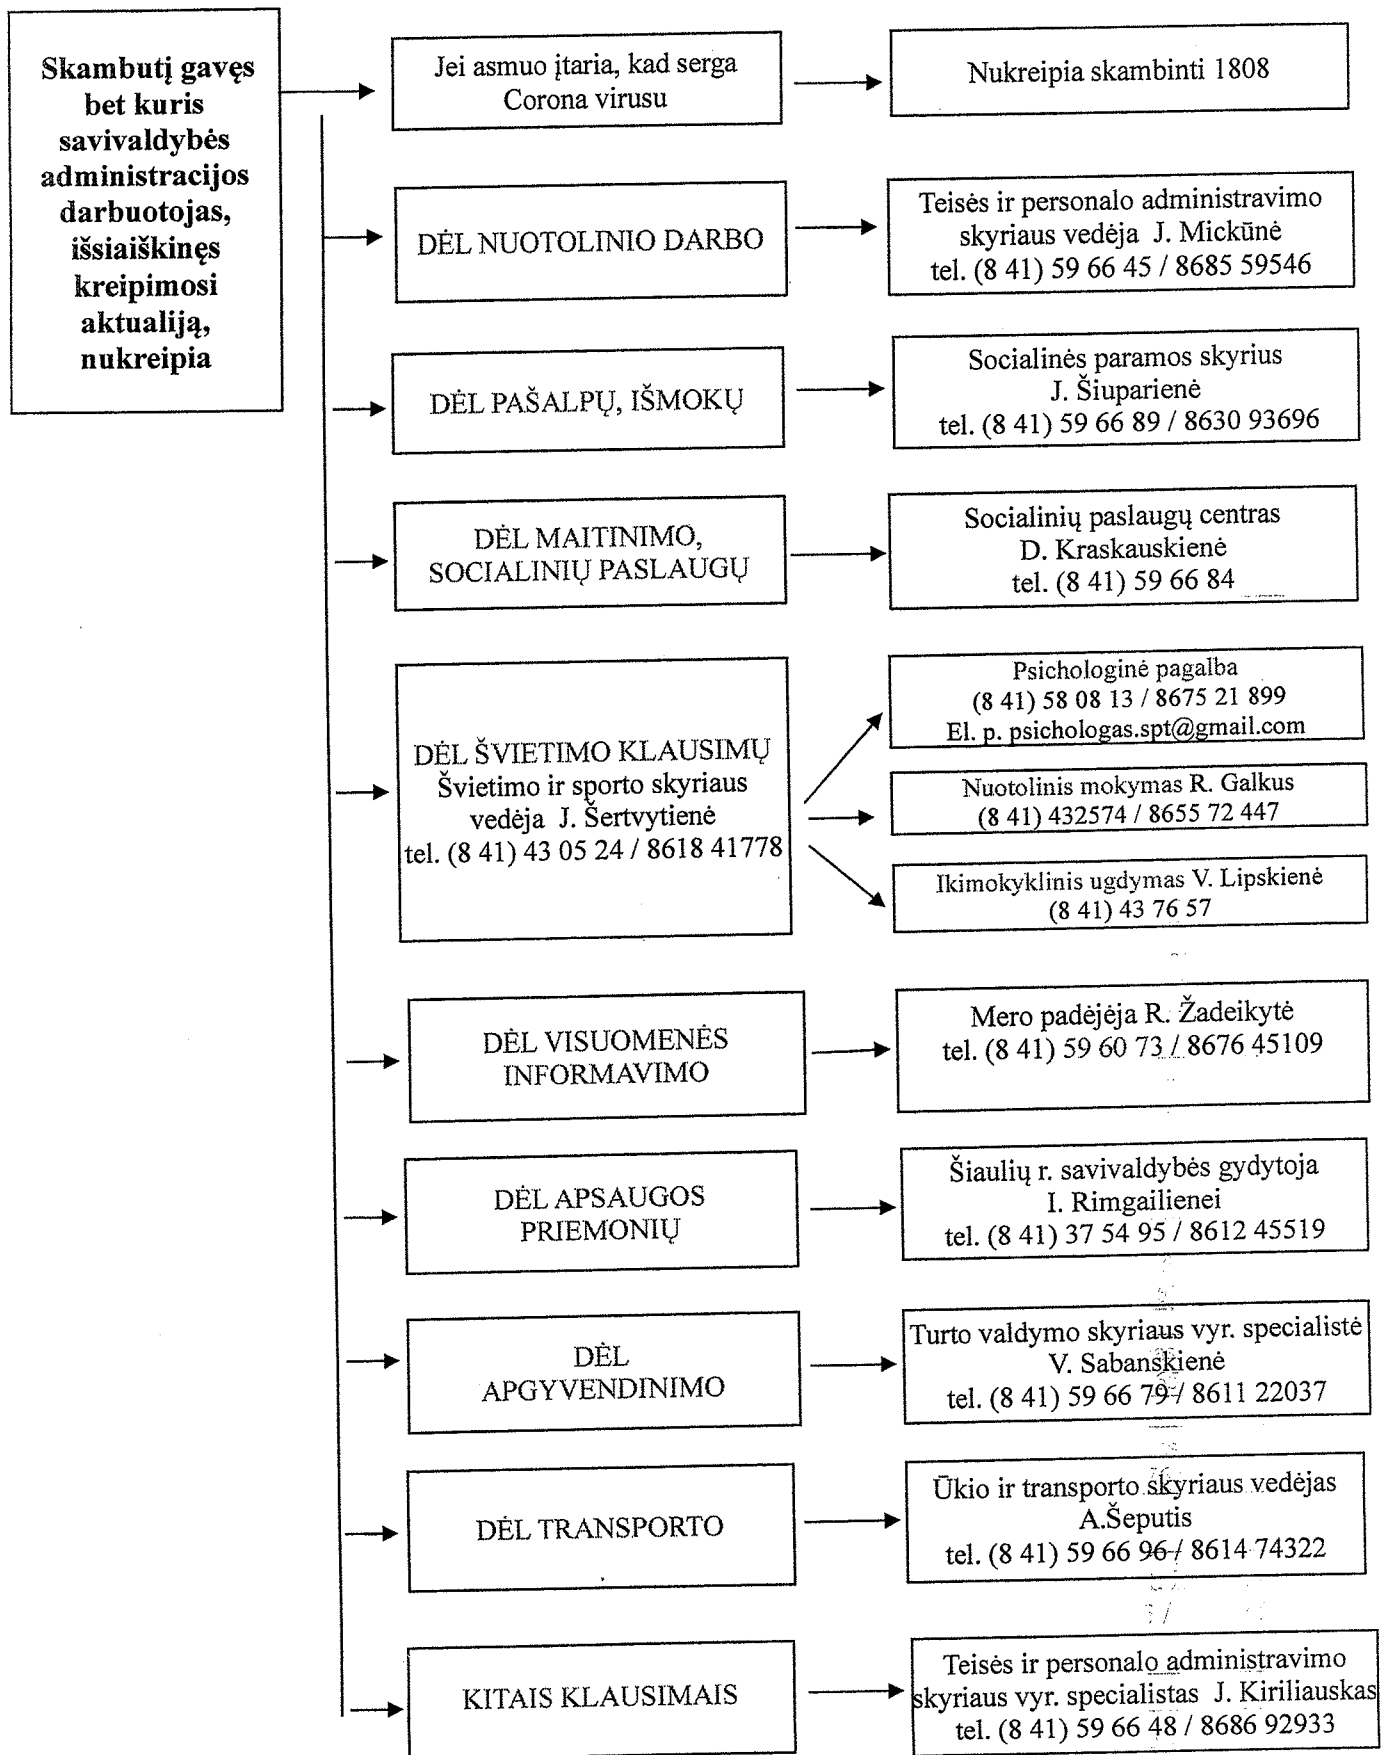 Skambutį gavęs
bet kuris
savivaldybės
administracijos
darbuotojas,
išsiaiškinęs
kreipimosi
aktualiją,
nukreipia
Jei asmuo įtaria, kad serga
Corona virusu
Nukreipia skambinti 1808
DĖL NUOTOLINIO DARBO
Teisės ir personalo administravimo
skyriaus vedėja J. Mickūnė
tel. (8 41) 59 66 45 / 8685 59546
DĖL PAŠALPŲ, IŠMOKŲ
Socialinės paramos skyrius
J. Šiuparienė
tel. (8 41) 59 66 89 / 8630 93696
DĖL MAITINIMO,
SOCIALINIŲ PASLAUGŲ
Socialinių paslaugų centras
D. Kraskauskienė
tel. (8 41) 59 66 84
DĖL ŠVIETIMO KLAUSIMŲ
Švietimo ir sporto skyriaus
vedėja J. Šertvytienė
tel. (8 41) 43 05 24 / 8618 41778
Psichologinė pagalba
(8 41) 58 08 13 / 8675 21 899
El. p. psichologas.spt@gmail.com
Nuotolinis mokymas R. Galkus
(8 41) 432574 / 8655 72 447
Ikimokyklinis ugdymas V. Lipskienė
(8 41) 43 76 57
DĖL VISUOMENĖS
INFORMAVIMO
Mero padėjėja R. Žadeikytė
tel. (8 41) 59 60 73 / 8676 45109
DĖL APSAUGOS
PRIEMONIŲ
Šiaulių r. savivaldybės gydytoja
I. Rimgailienei
tel. (8 41) 37 54 95 / 8612 45519
DĖL
APGYVENDINIMO
Turto valdymo skyriaus vyr. specialistė
V. Sabanskienė
tel. (8 41) 59 66 79 / 8611 22037
DĖL TRANSPORTO
Ūkio ir transporto skyriaus vedėjas
A.Šeputis
tel. (8 41) 59 66 96 / 8614 74322
KITAIS KLAUSIMAIS
Teisės ir personalo administravimo
skyriaus vyr. specialistas J. Kiriliauskas
tel. (8 41) 59 66 48 / 8686 92933